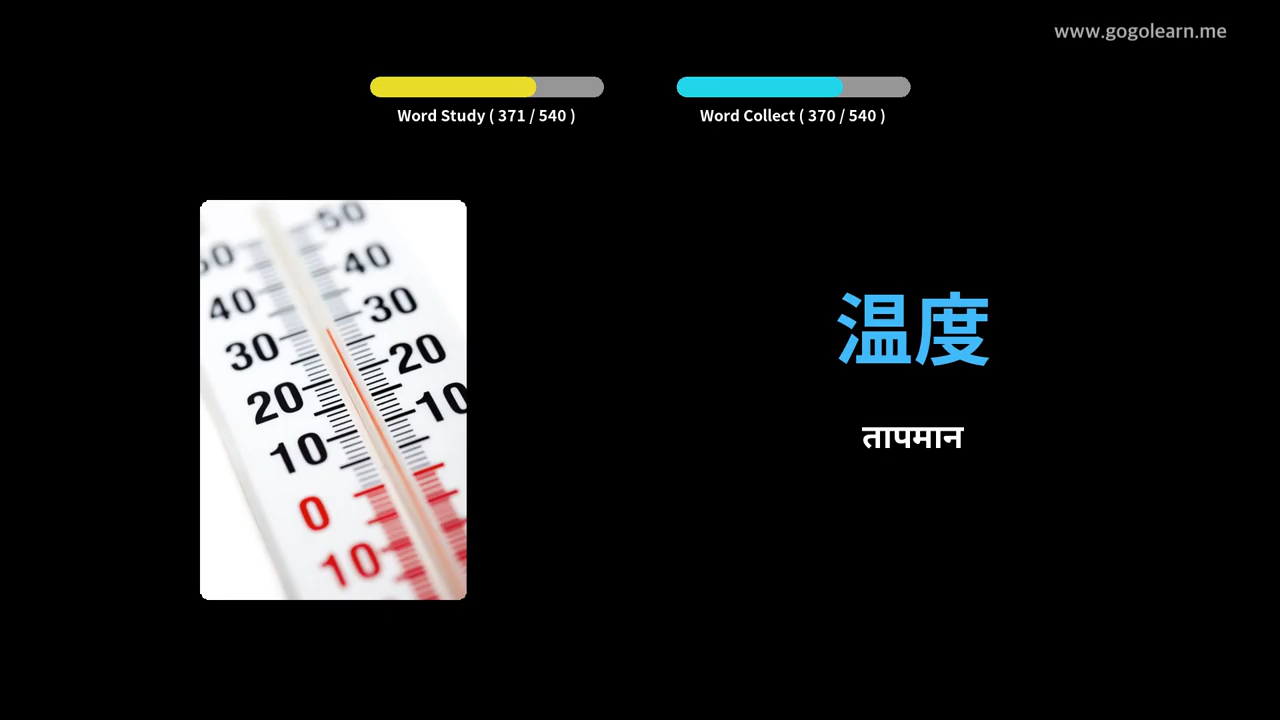 www.gogolearn.me
Word Study ( 371 / 540 )
Word Collect ( 370 / 540 )
50
40
30
20
10
40
30
20
10
0
10
温度
तापमान